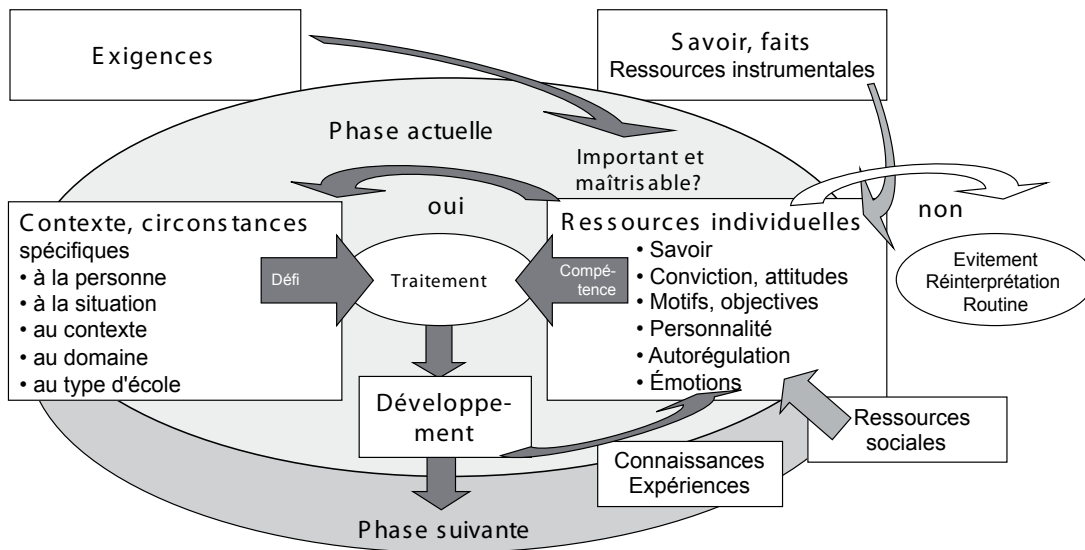 Exigences
Savoir, faits
Ressources instrumentales
Phase actuelle
Important et
maîtrisable?
oui
non
Contexte, circonstances
spécifiques
• à la personne
• à la situation
• au contexte
• au domaine
• au type d'école
Défi
Traitement
Compé-
tence
Ressources individuelles
• Savoir
• Conviction, attitudes
• Motifs, objectives
• Personnalité
• Autorégulation
• Émotions
Evitement
Réinterprétation
Routine
Développe-
ment
Ressources
sociales
Connaissances
Expériences
Phase suivante